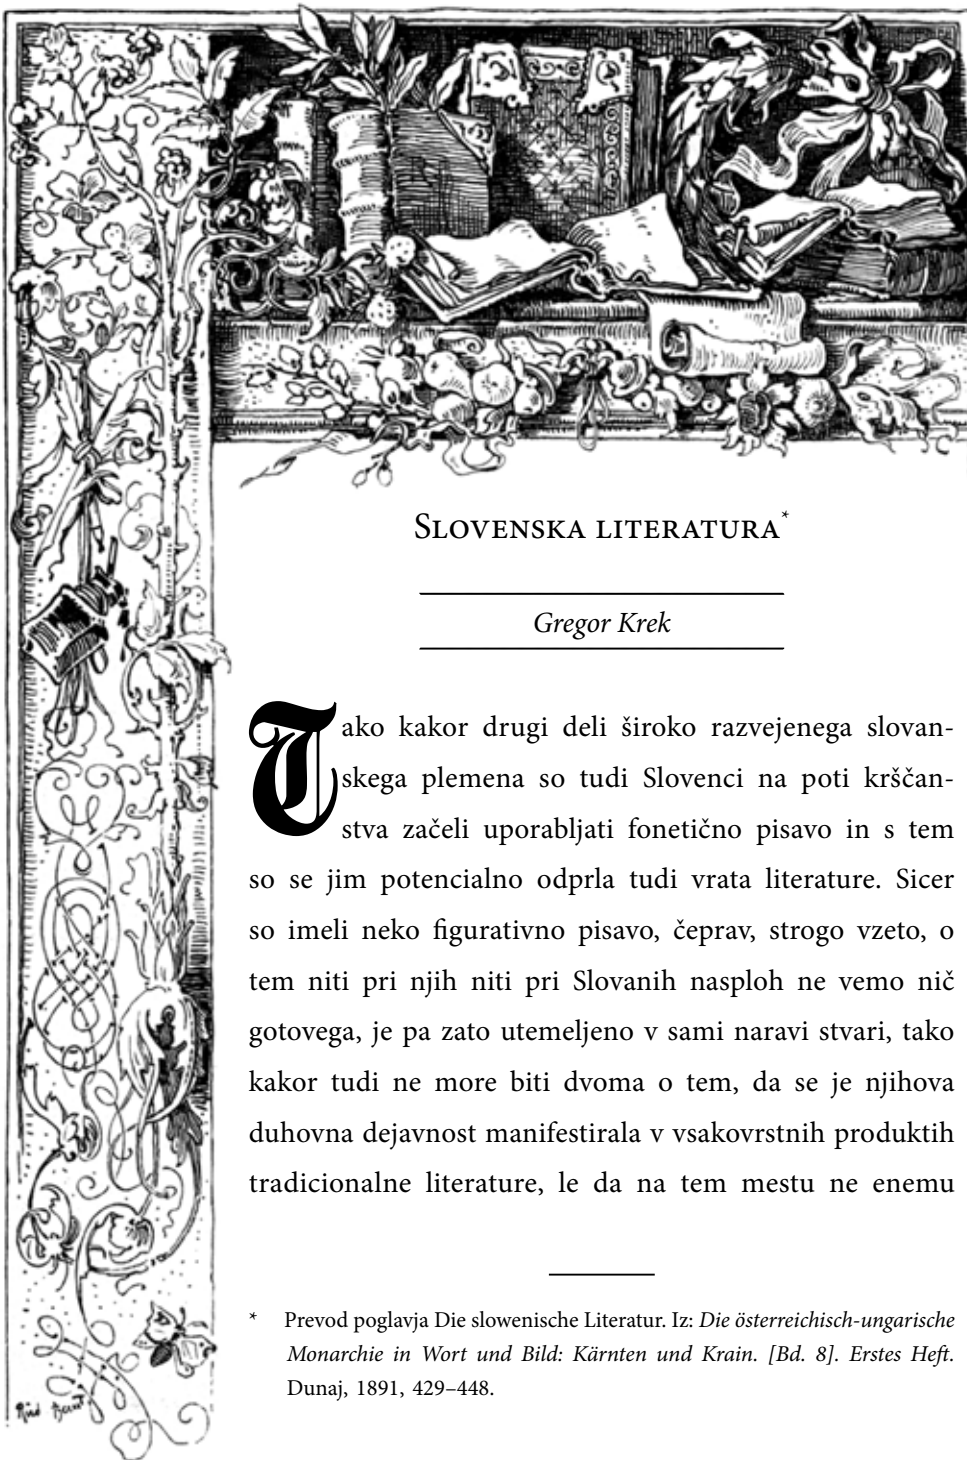 Slovenska literatura*
Gregor Krek
Tako kakor drugi deli široko razvejenega slovan-
skega plemena so tudi Slovenci na poti krščan-
stva začeli uporabljati fonetično pisavo in s tem
so se jim potencialno odprla tudi vrata literature. Sicer
so imeli neko figurativno pisavo, čeprav, strogo vzeto, o
tem niti pri njih niti pri Slovanih nasploh ne vemo nič
gotovega, je pa zato utemeljeno v sami naravi stvari, tako
kakor tudi ne more biti dvoma o tem, da se je njihova
duhovna dejavnost manifestirala v vsakovrstnih produktih
tradicionalne literature, le da na tem mestu ne enemu
* Prevod poglavja Die slowenische Literatur. Iz: Die österreichisch-ungarische
Monarchie in Wort und Bild: Kärnten und Krain. [Bd. 8]. Erstes Heft.
Dunaj, 1891, 429–448.